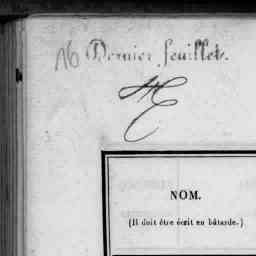 16 Dernier feuillet.
NOM.
(Il doit être écrit en bâtarde.)